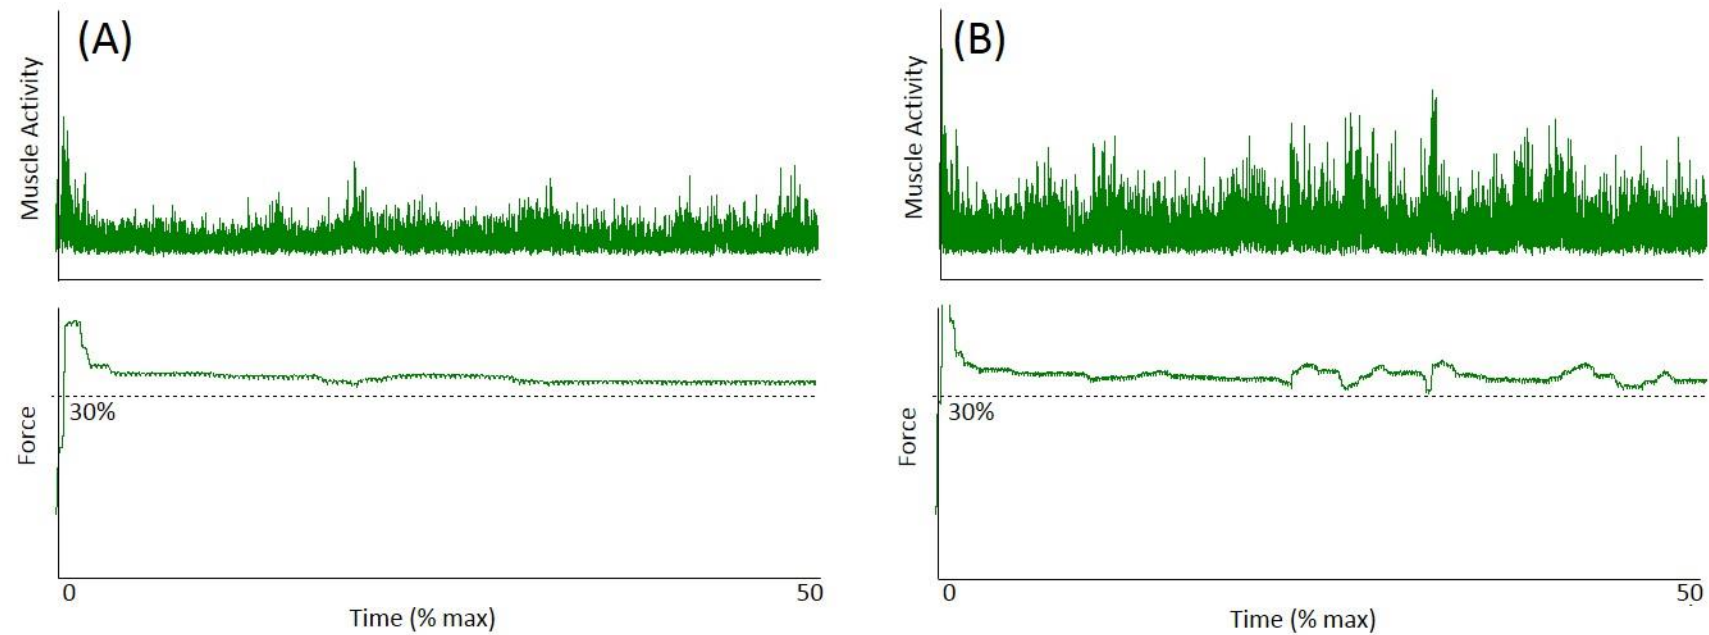 (A)
Muscle Activity
Force
30%
0
50
Time (% max)
(B)
Muscle Activity
Force
30%
0
50
Time (% max)